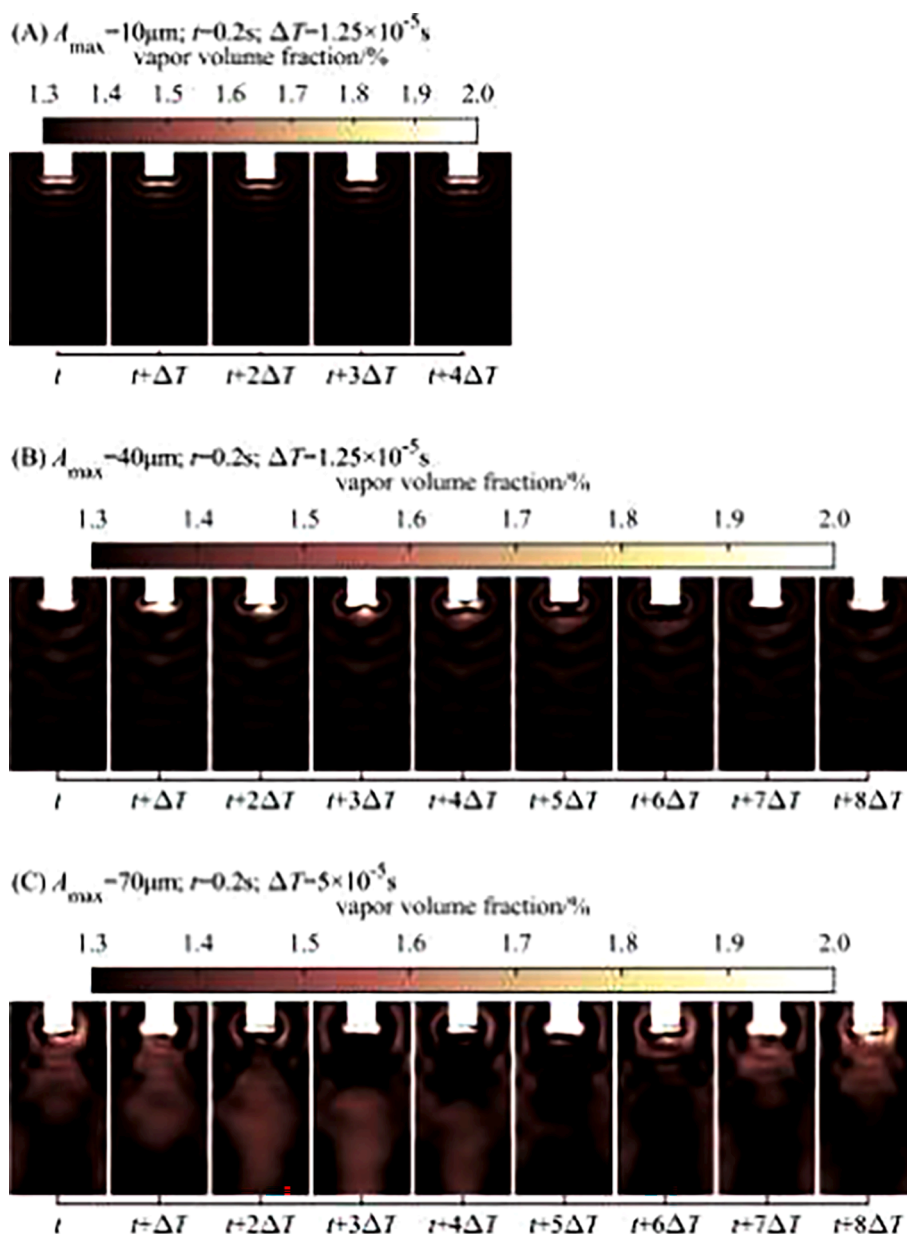 (A) Amax=10μm; t=0.2s; ΔT=1.25×10-5s
vapor volume fraction/%
1.3 1.4 1.5 1.6 1.7 1.8 1.9 2.0
t t+ΔT t+2ΔT t+3ΔT t+4ΔT
(B) Amax=40μm; t=0.2s; ΔT=1.25×10-5s
vapor volume fraction/%
1.3 1.4 1.5 1.6 1.7 1.8 1.9 2.0
t t+ΔT t+2ΔT t+3ΔT t+4ΔT t+5ΔT t+6ΔT t+7ΔT t+8ΔT
(C) Amax=70μm; t=0.2s; ΔT=5×10-5s
vapor volume fraction/%
1.3 1.4 1.5 1.6 1.7 1.8 1.9 2.0
t t+ΔT t+2ΔT t+3ΔT t+4ΔT t+5ΔT t+6ΔT t+7ΔT t+8ΔT